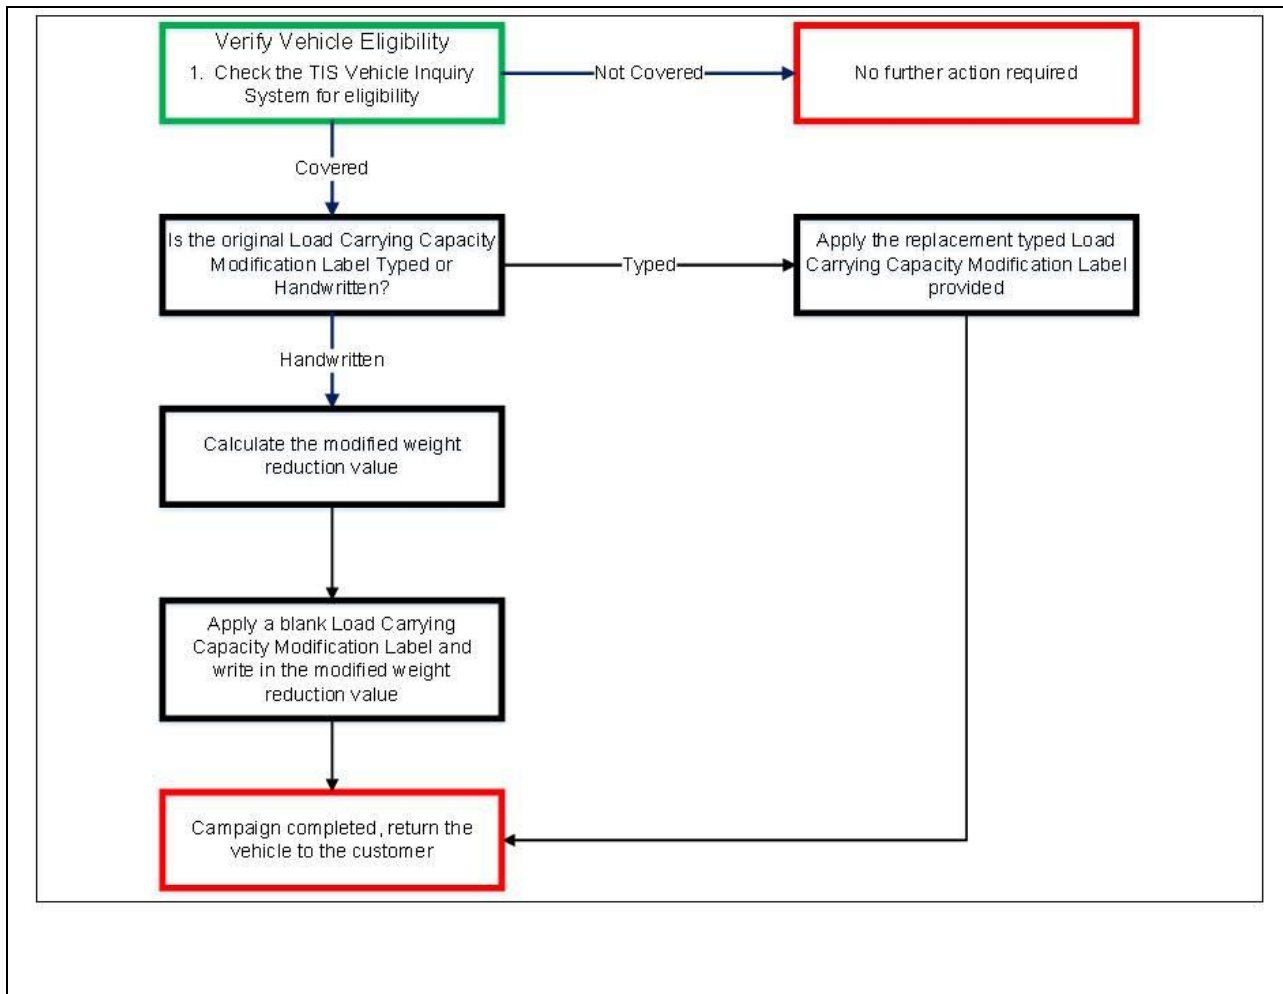 Verify Vehicle Eligibility
1. Check the TIS Vehicle Inquiry
System for eligibility
Not Covered
No further action required
Covered
Is the original Load Carrying Capacity
Modification Label Typed or
Handwritten?
Typed
Apply the replacement typed Load
Carrying Capacity Modification Label
provided
Handwritten
Calculate the modified weight
reduction value
Apply a blank Load Carrying
Capacity Modification Label and
write in the modified weight
reduction value
Campaign completed, return the
vehicle to the customer